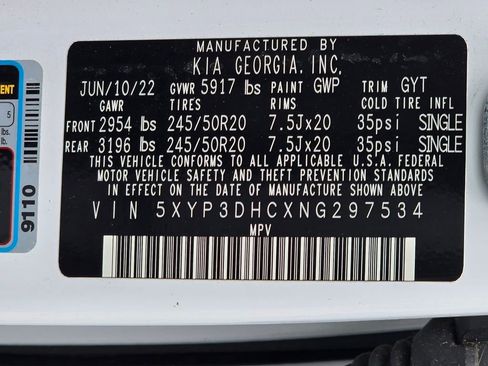 MANUFACTURED BY
KIA GEORGIA, INC.
JUN/10/22 GVWR 5917 lbs PAINT GWP TRIM GYT
GAWR TIRES RIMS COLD TIRE INFL
FRONT 2954 lbs 245/50R20 7.5Jx20 35psi SINGLE
REAR 3196 lbs 245/50R20 7.5Jx20 35psi SINGLE
THIS VEHICLE CONFORMS TO ALL APPLICABLE U.S.A. FEDERAL
MOTOR VEHICLE SAFETY AND THEFT PREVENTION STANDARDS
IN EFFECT ON THE DATE OF MANUFACTURE SHOWN ABOVE.
VIN 5XYP3DHCXNG297534
MPV
5
lbs.
9110